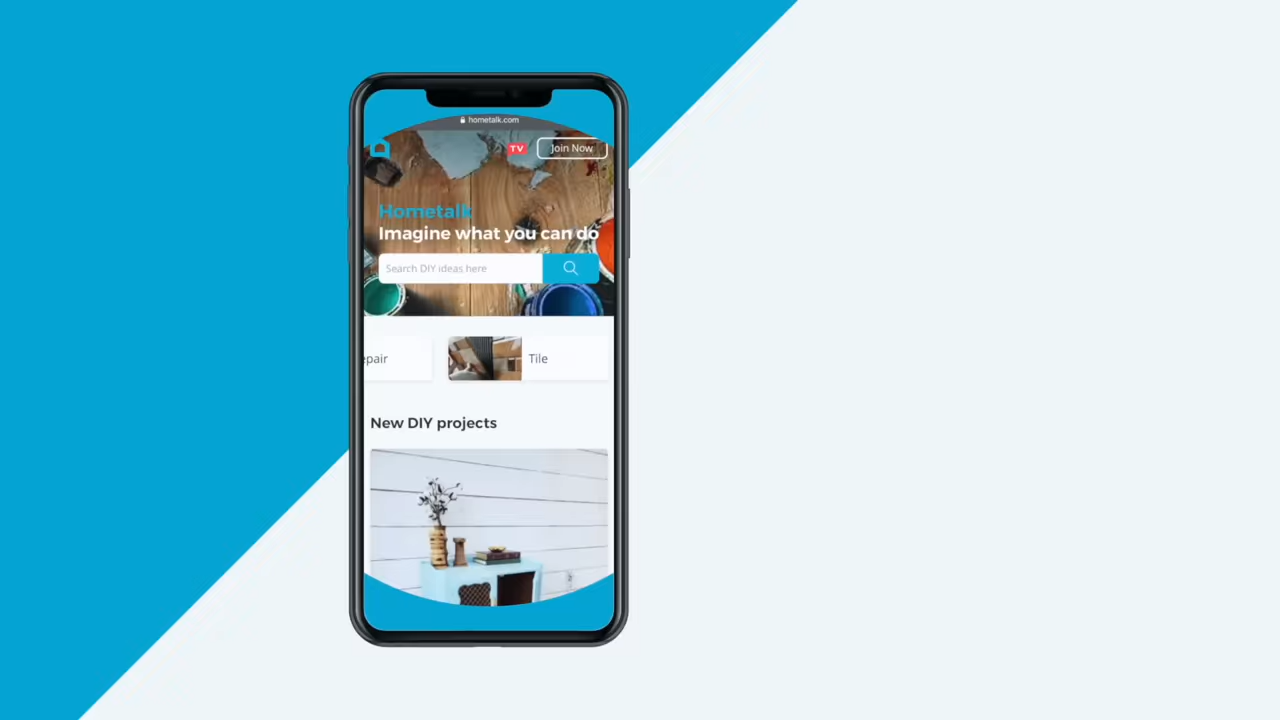 hometalk.com
TV
Join Now
Hometalk
Imagine what you can do
Search DIY ideas here
epair
Tile
New DIY projects